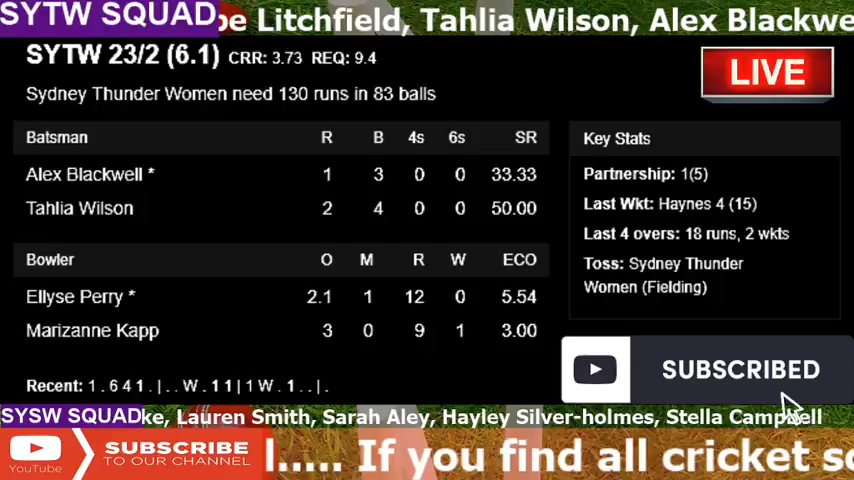 SYTW SQUAD be Litchfield, Tahlia Wilson, Alex Blackwe
SYTW 23/2 (6.1) CRR: 3.73 REQ: 9.4
LIVE
Sydney Thunder Women need 130 runs in 83 balls
Batsman R B 4s 6s SR
Alex Blackwell * 1 3 0 0 33.33
Tahlia Wilson 2 4 0 0 50.00
Bowler O M R W ECO
Ellyse Perry * 2.1 1 12 0 5.54
Marizanne Kapp 3 0 9 1 3.00
Recent: 1 . 6 4 1 . | . . W . 1 1 | 1 W . 1 . . | .
Key Stats
Partnership: 1(5)
Last Wkt: Haynes 4 (15)
Last 4 overs: 18 runs, 2 wkts
Toss: Sydney Thunder
Women (Fielding)
SUBSCRIBED
SYSW SQUAD ke, Lauren Smith, Sarah Aley, Hayley Silver-holmes, Stella Campbell
YouTube
SUBSCRIBE
TO OUR CHANNEL
l..... If you find all cricket sc